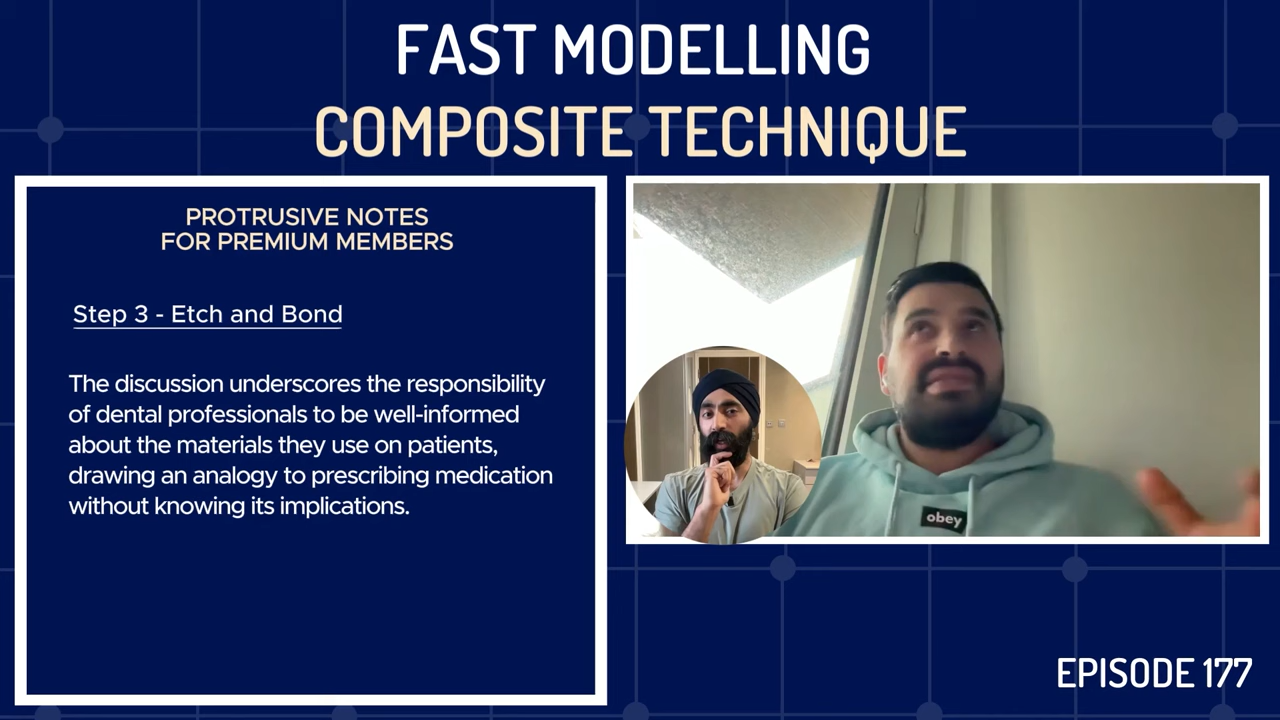 FAST MODELLING
COMPOSITE TECHNIQUE
PROTRUSIVE NOTES
FOR PREMIUM MEMBERS
Step 3 - Etch and Bond
The discussion underscores the responsibility
of dental professionals to be well-informed
about the materials they use on patients,
drawing an analogy to prescribing medication
without knowing its implications.
obey
EPISODE 177